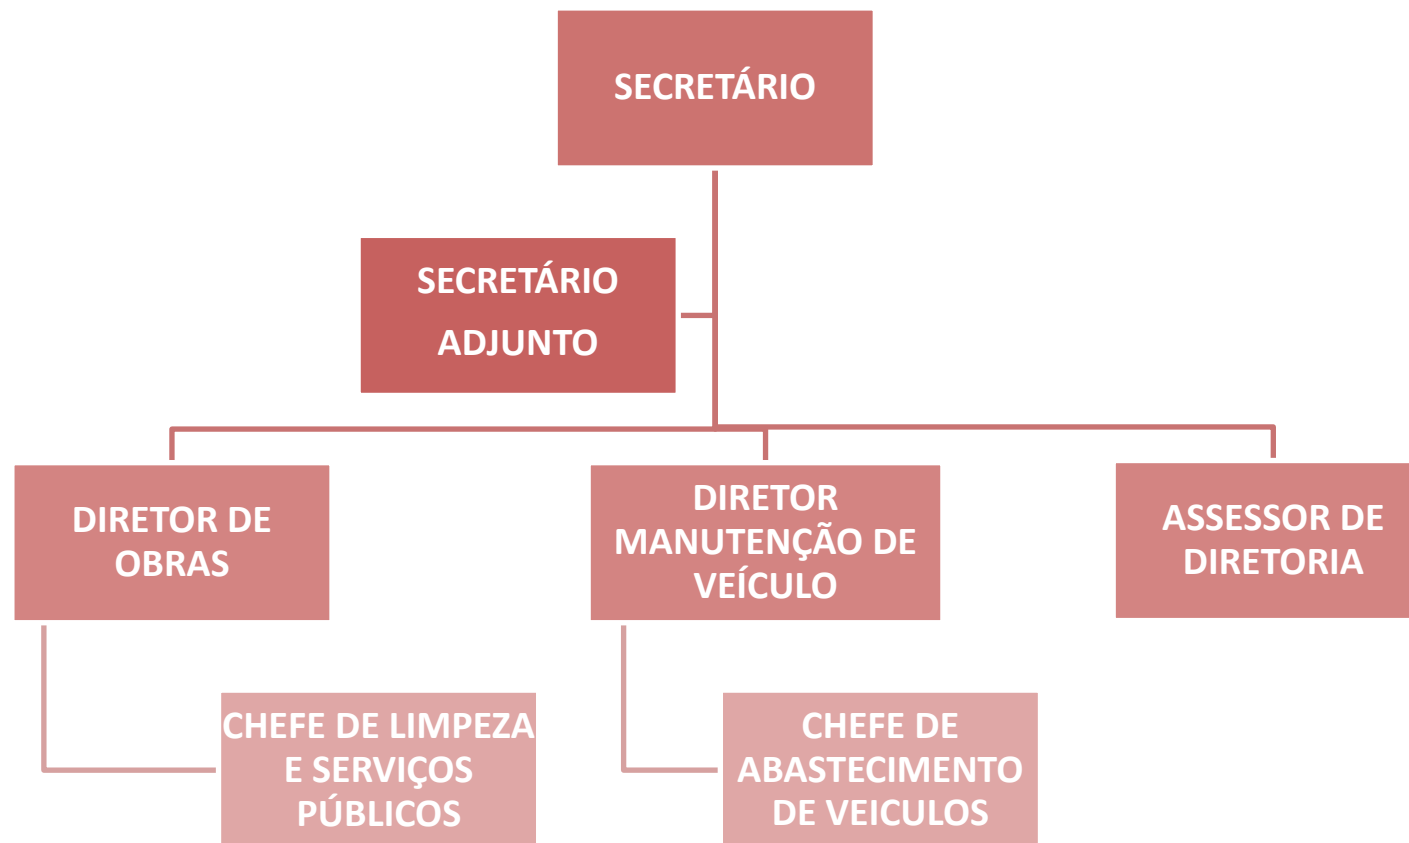 SECRETÁRIO
SECRETÁRIO
ADJUNTO
DIRETOR DE
OBRAS
DIRETOR
MANUTENÇÃO DE
VEÍCULO
ASSESSOR DE
DIRETORIA
CHEFE DE LIMPEZA
E SERVIÇOS
PÚBLICOS
CHEFE DE
ABASTECIMENTO
DE VEICULOS